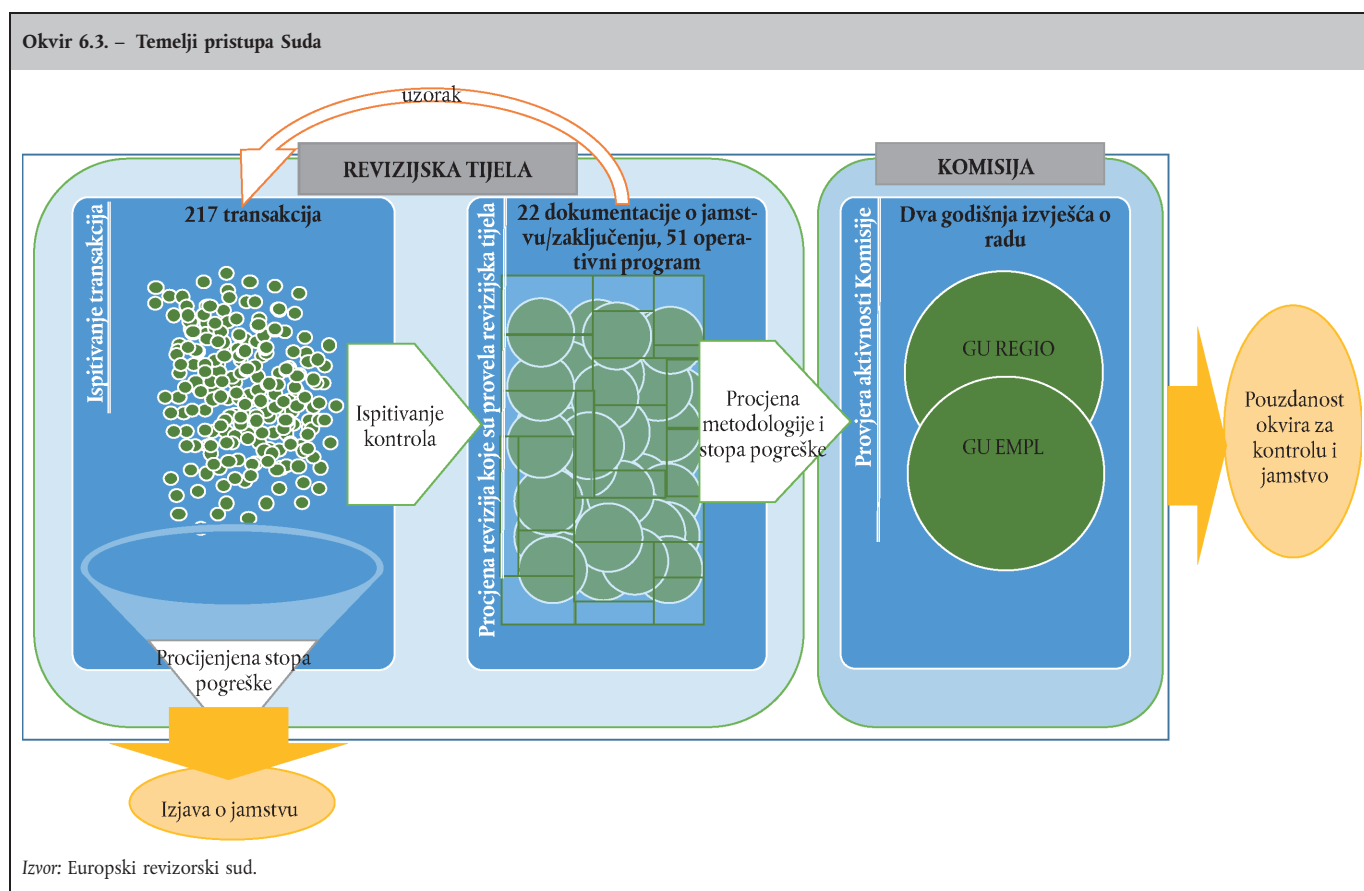 Okvir 6.3. – Temelji pristupa Suda
uzorak
REVIZIJSKA TIJELA
KOMISIJA
Ispitivanje transakcija
217 transakcija
Ispitivanje
kontrola
Procijenjena stopa
pogreške
Izjava o jamstvu
Procjena revizija koje su provela revizijska tijela
22 dokumentacije o jamst-
vu/zaključenju, 51 opera-
tivni program
Procjena
metodologije i
stopa pogreške
Provjera aktivnosti Komisije
Dva godišnja izvješća o
radu
GU REGIO
GU EMPL
Pouzdanost
okvira za
kontrolu i
jamstvo
Izvor: Europski revizorski sud.